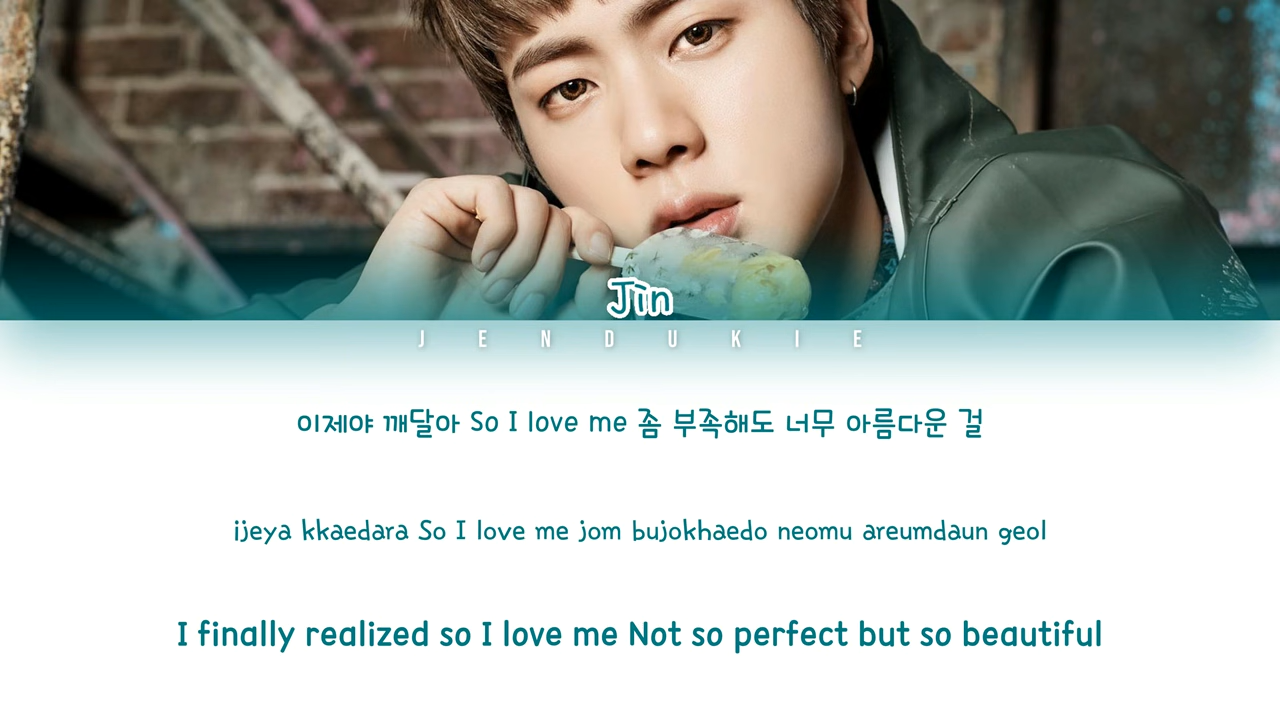 Jin
JENDUKIE
이제야 깨달아 So I love me 좀 부족해도 너무 아름다운 걸
ijeya kkaedara So I love me jom bujokhaedo neomu areumdaun geol
I finally realized so I love me Not so perfect but so beautiful